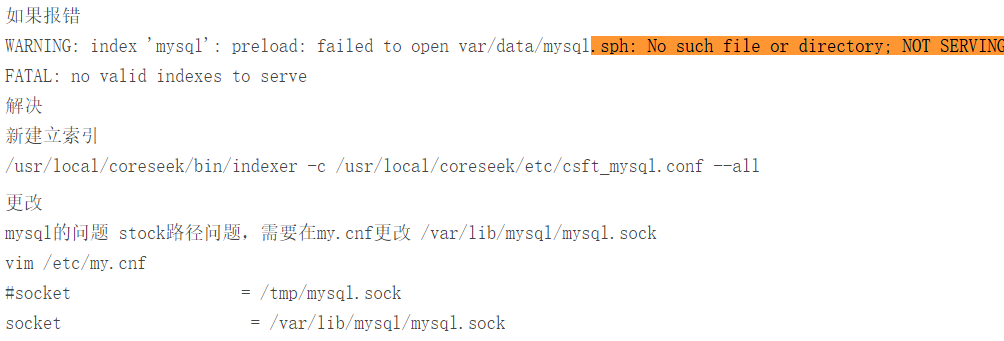 如果报错
WARNING: index 'mysql': preload: failed to open var/data/mysql.sph: No such file or directory; NOT SERVING
FATAL: no valid indexes to serve
解决
新建立索引
/usr/local/coreseek/bin/indexer -c /usr/local/coreseek/etc/csft_mysql.conf --all
更改
mysql的问题 stock路径问题，需要在my.cnf更改 /var/lib/mysql/mysql.sock
vim /etc/my.cnf
#socket = /tmp/mysql.sock
socket = /var/lib/mysql/mysql.sock